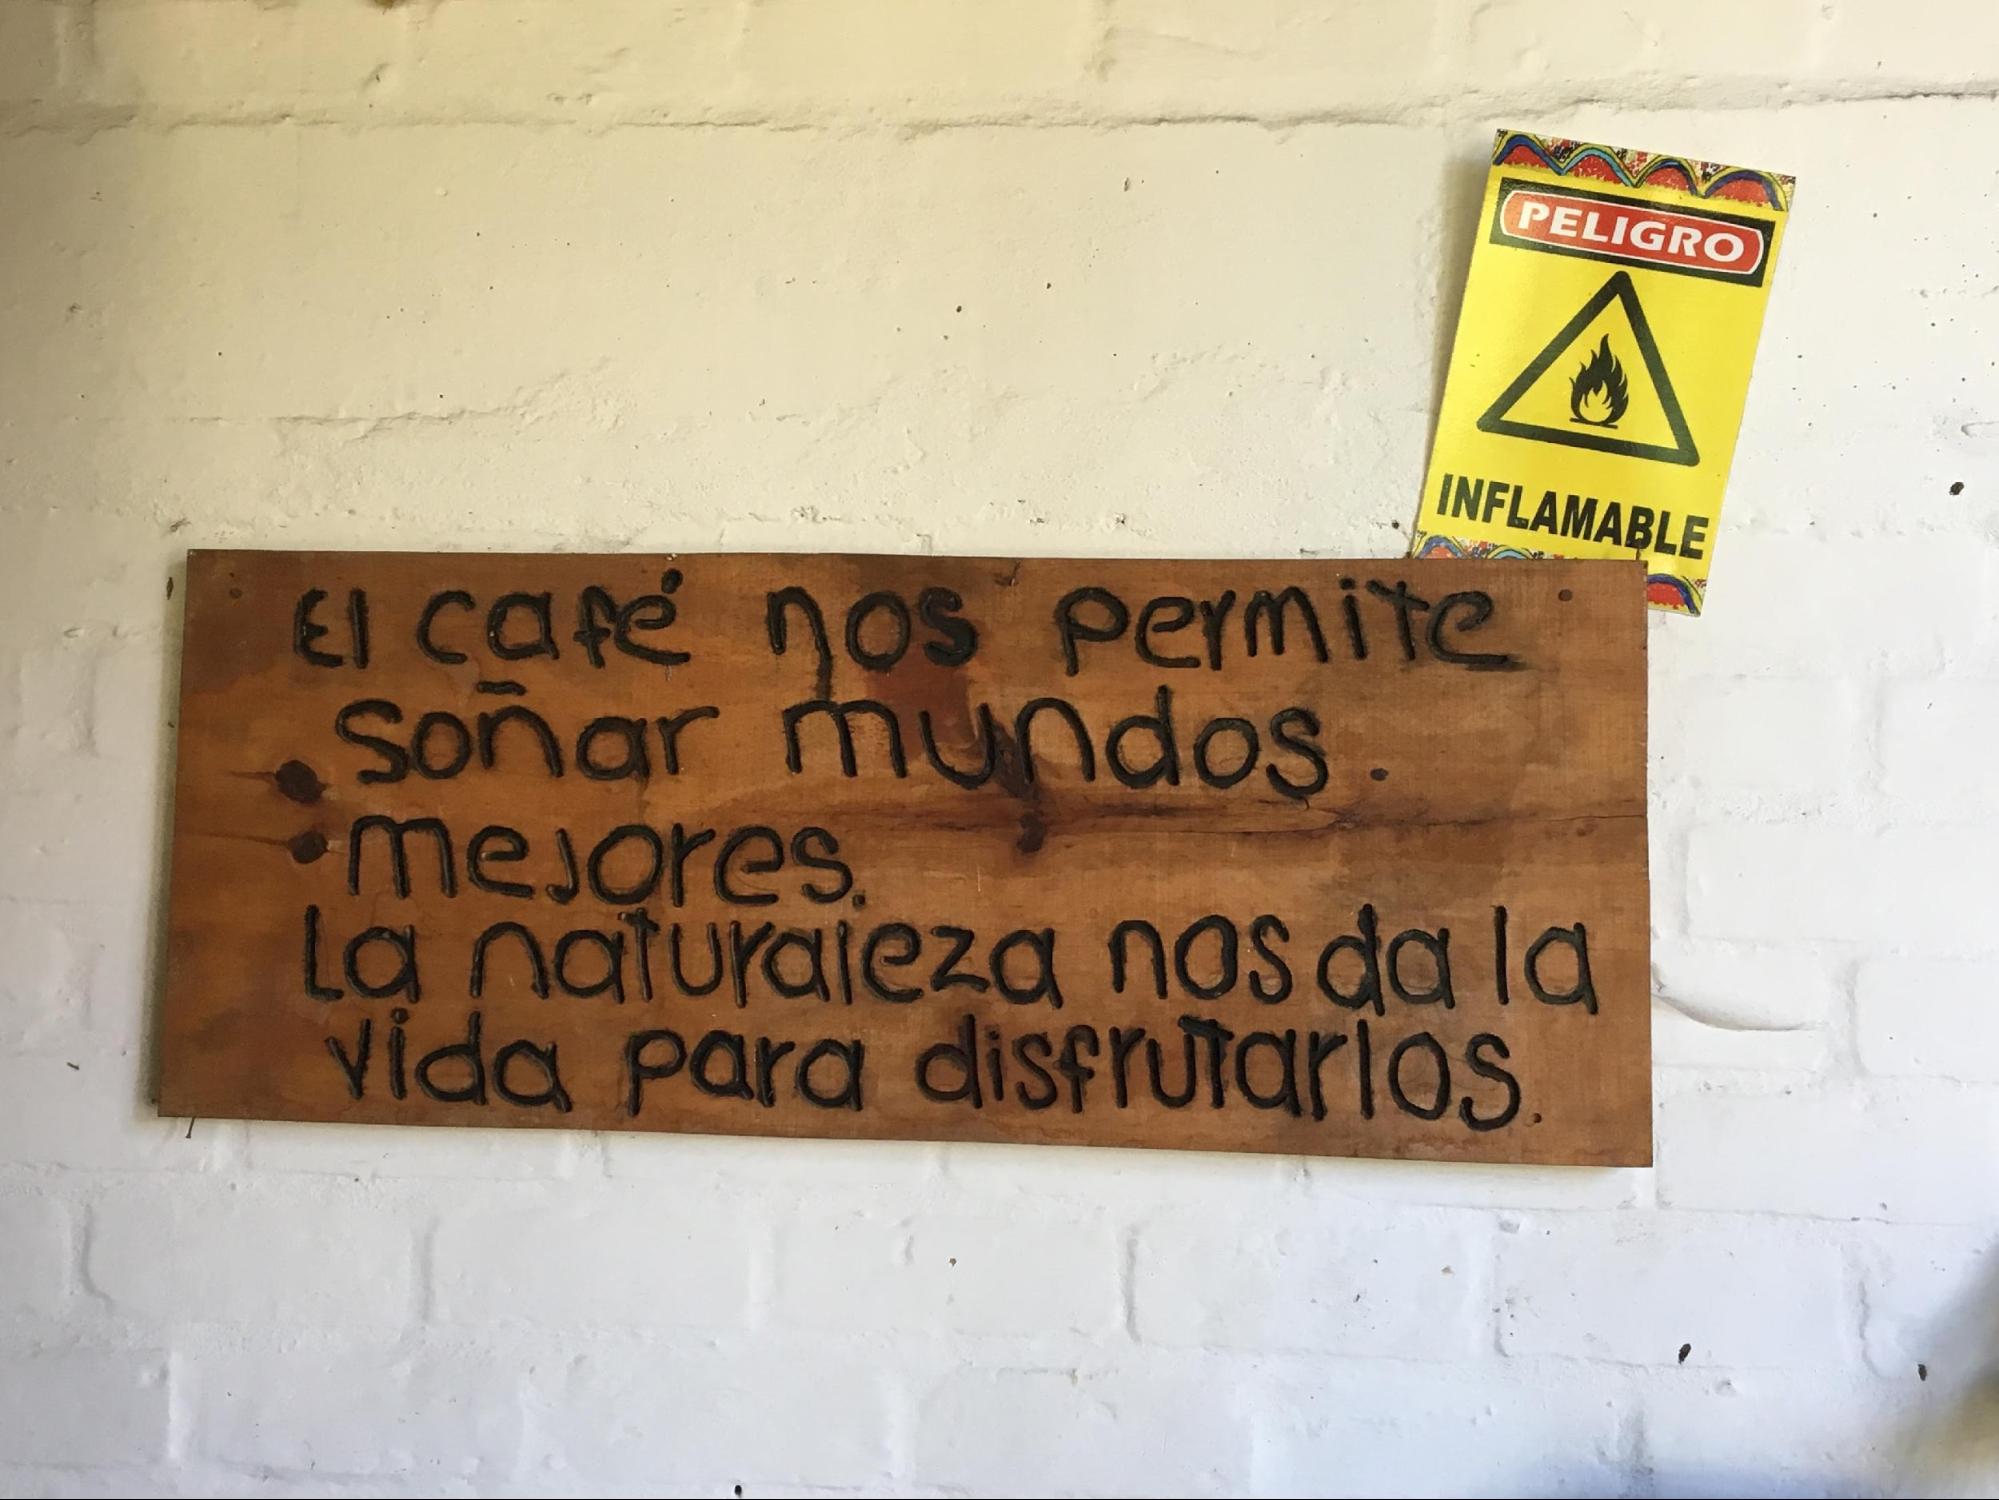 PELIGRO
INFLAMABLE
El café nos permite
soñar mundos.
mejores.
La naturaleza nos da la
vida para disfrutarlos.